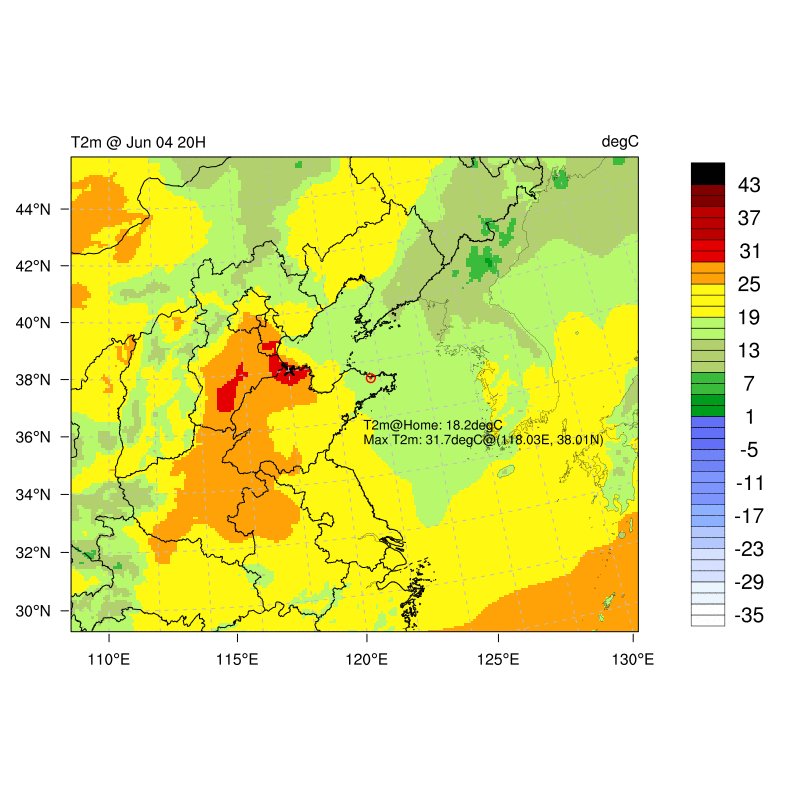 T2m @ Jun 04 20H
degC
44°N
42°N
40°N
38°N
36°N
34°N
32°N
30°N
110°E
115°E
120°E
125°E
130°E
T2m@Home: 18.2degC
Max T2m: 31.7degC@(118.03E, 38.01N)
43
37
31
25
19
13
7
1
-5
-11
-17
-23
-29
-35